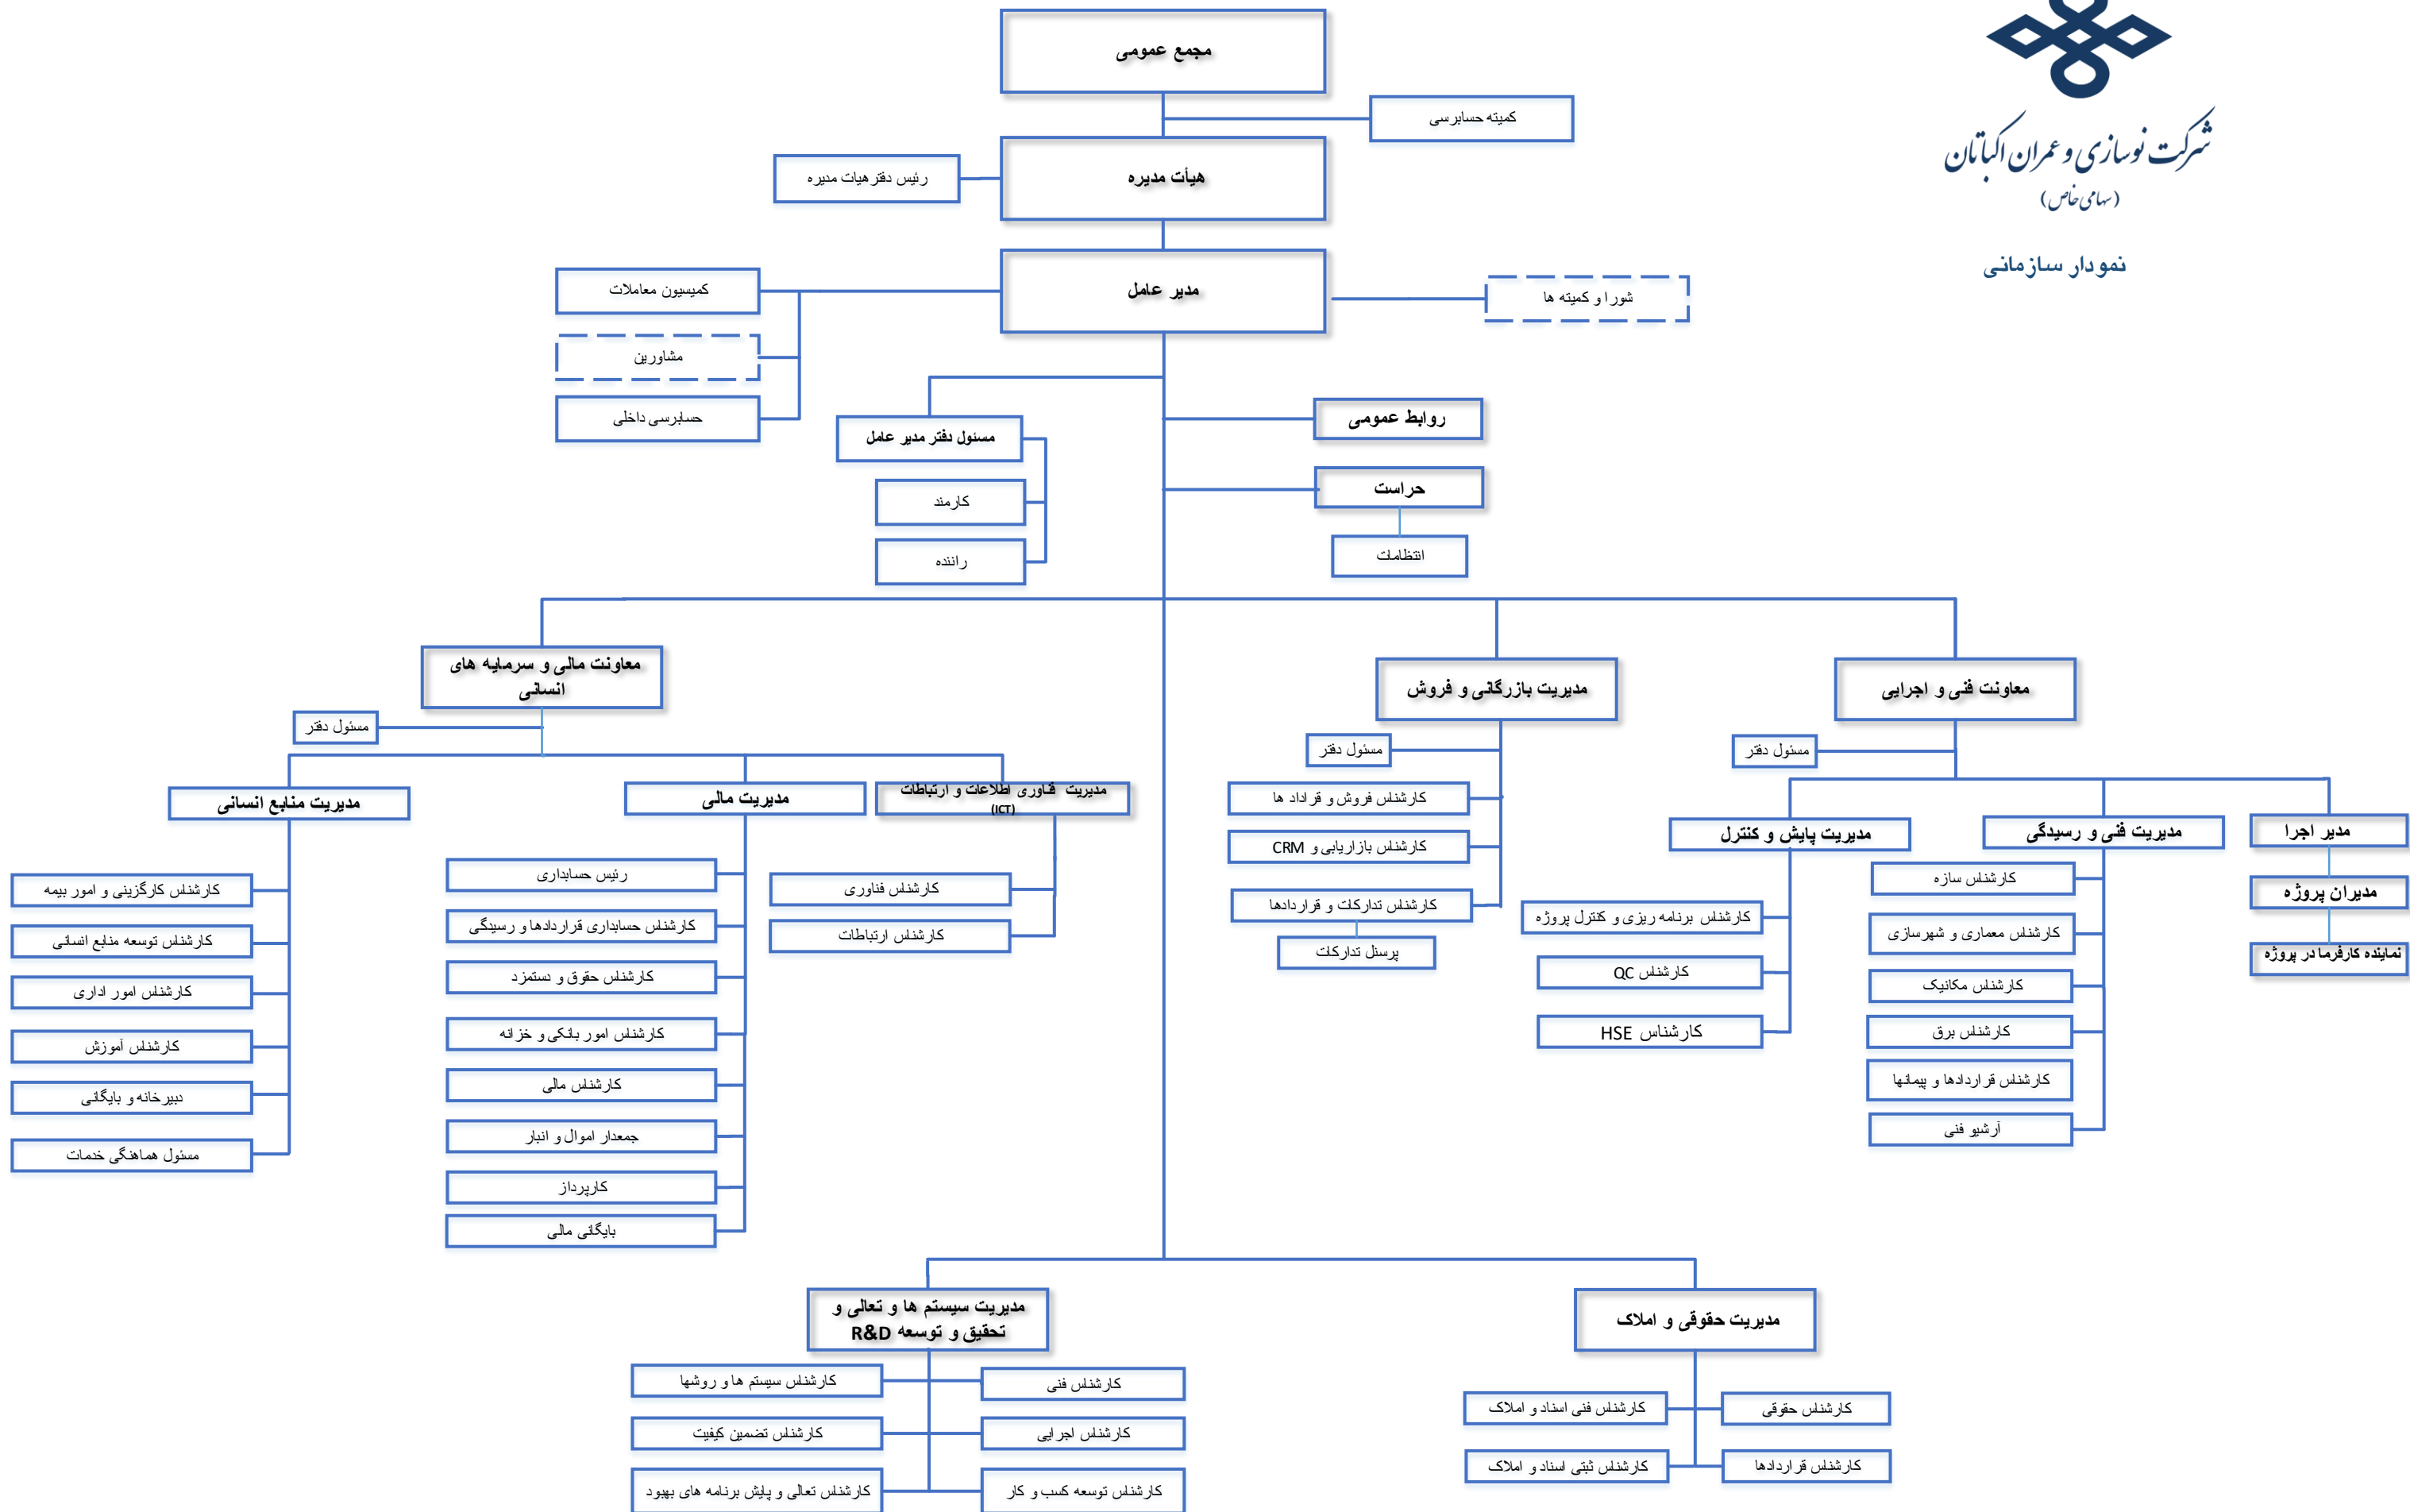 شرکت نوسازی و عمران اکباتان
(سهامی خاص)
نمودار سازمانی
مجمع عمومی
کمیته حسابرسی
هیأت مدیره
رئیس دفتر هیات مدیره
مدیر عامل
شورا و کمیته ها
کمیسیون معاملات
مشاورین
حسابرسی داخلی
مسئول دفتر مدیر عامل
کارمند
راننده
روابط عمومی
حراست
انتظامات
معاونت فنی و اجرایی
مسئول دفتر
مدیر اجرا
مدیران پروژه
نماینده کارفرما در پروژه
مدیریت فنی و رسیدگی
کارشناس سازه
کارشناس معماری و شهرسازی
کارشناس مکانیک
کارشناس برق
کارشناس قراردادها و پیمانها
آرشیو فنی
مدیریت پایش و کنترل
کارشناس برنامه ریزی و کنترل پروژه
کارشناس QC
کارشناس HSE
مدیریت بازرگانی و فروش
مسئول دفتر
کارشناس فروش و قراداد ها
کارشناس بازاریابی و CRM
کارشناس تدارکات و قراردادها
پرسنل تدارکات
معاونت مالی و سرمایه های
انسانی
مسئول دفتر
مدیریت فناوری اطلاعات و ارتباطات
(ICT)
کارشناس فناوری
کارشناس ارتباطات
مدیریت مالی
رئیس حسابداری
کارشناس حسابداری قراردادها و رسیدگی
کارشناس حقوق و دستمزد
کارشناس امور بانکی و خزانه
کارشناس مالی
جمعدار اموال و انبار
کارپرداز
بایگانی مالی
مدیریت منابع انسانی
کارشناس کارگزینی و امور بیمه
کارشناس توسعه منابع انسانی
کارشناس امور اداری
کارشناس آموزش
دبیرخانه و بایگانی
مسئول هماهنگی خدمات
مدیریت حقوقی و املاک
کارشناس حقوقی
کارشناس فنی اسناد و املاک
کارشناس قراردادها
کارشناس ثبتی اسناد و املاک
مدیریت سیستم ها و تعالی و
تحقیق و توسعه R&D
کارشناس فنی
کارشناس سیستم ها و روشها
کارشناس اجرایی
کارشناس تضمین کیفیت
کارشناس توسعه کسب و کار
کارشناس تعالی و پایش برنامه های بهبود